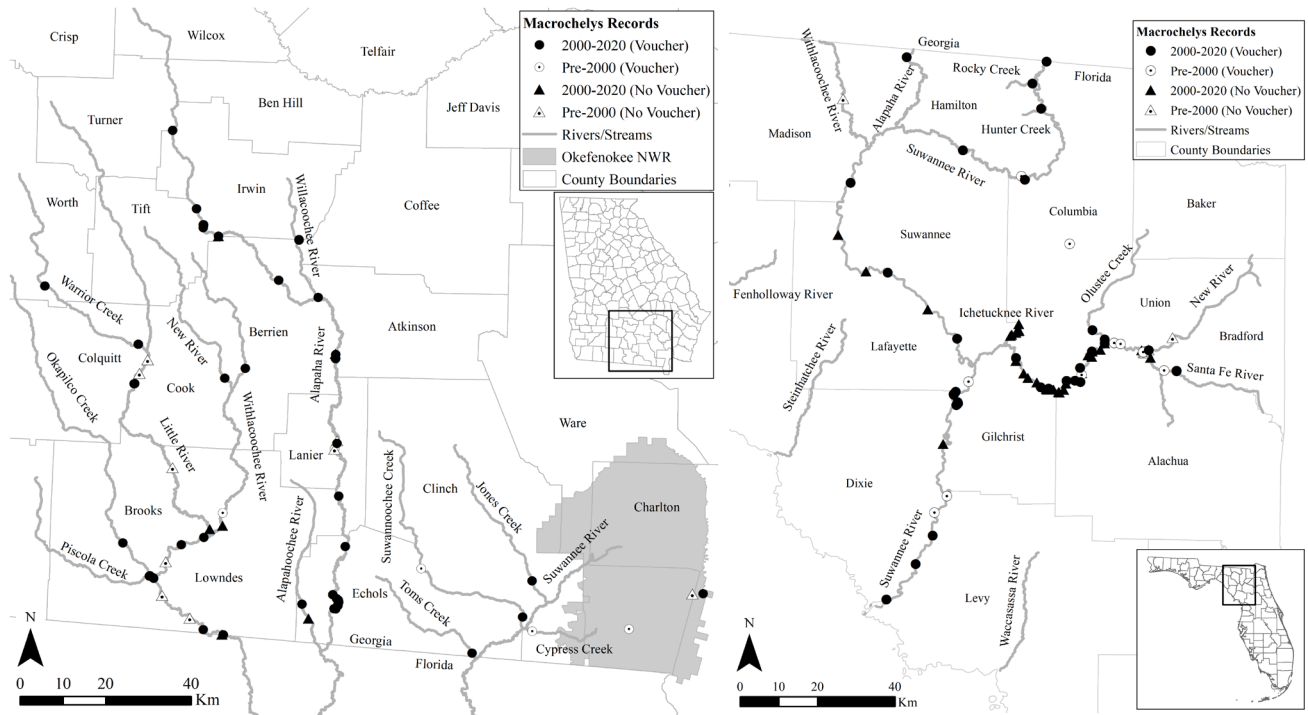 Crisp
Wilcox
Telfair
Ben Hill
Jeff Davis
Turner
Irwin
Worth
Tift
Coffee
Willacoochee River
Warrior Creek
New River
Berrien
Atkinson
Colquitt
Cook
Alapaha River
Okapilco Creek
Little River
Withlacoochee River
Lanier
Ware
Clinch
Suwannoochee Creek
Jones Creek
Charlton
Brooks
Alapahoochee River
Suwannee River
Piscola Creek
Lowndes
Echols
Toms Creek
Cypress Creek
Georgia
Florida
N
0 10 20 40
Km
Macrochelys Records
2000-2020 (Voucher)
Pre-2000 (Voucher)
2000-2020 (No Voucher)
Pre-2000 (No Voucher)
Rivers/Streams
Okefenokee NWR
County Boundaries
Withlacoochee River
Georgia
Florida
Alapaha River
Rocky Creek
Hamilton
Hunter Creek
Madison
Suwannee River
Columbia
Baker
Suwannee
Olustee Creek
Fenholloway River
Ichetucknee River
Union
New River
Bradford
Lafayette
Steinhatchee River
Santa Fe River
Gilchrist
Alachua
Dixie
Suwannee River
Levy
Waccasassa River
N
0 10 20 40
Km
Macrochelys Records
2000-2020 (Voucher)
Pre-2000 (Voucher)
2000-2020 (No Voucher)
Pre-2000 (No Voucher)
Rivers/Streams
County Boundaries